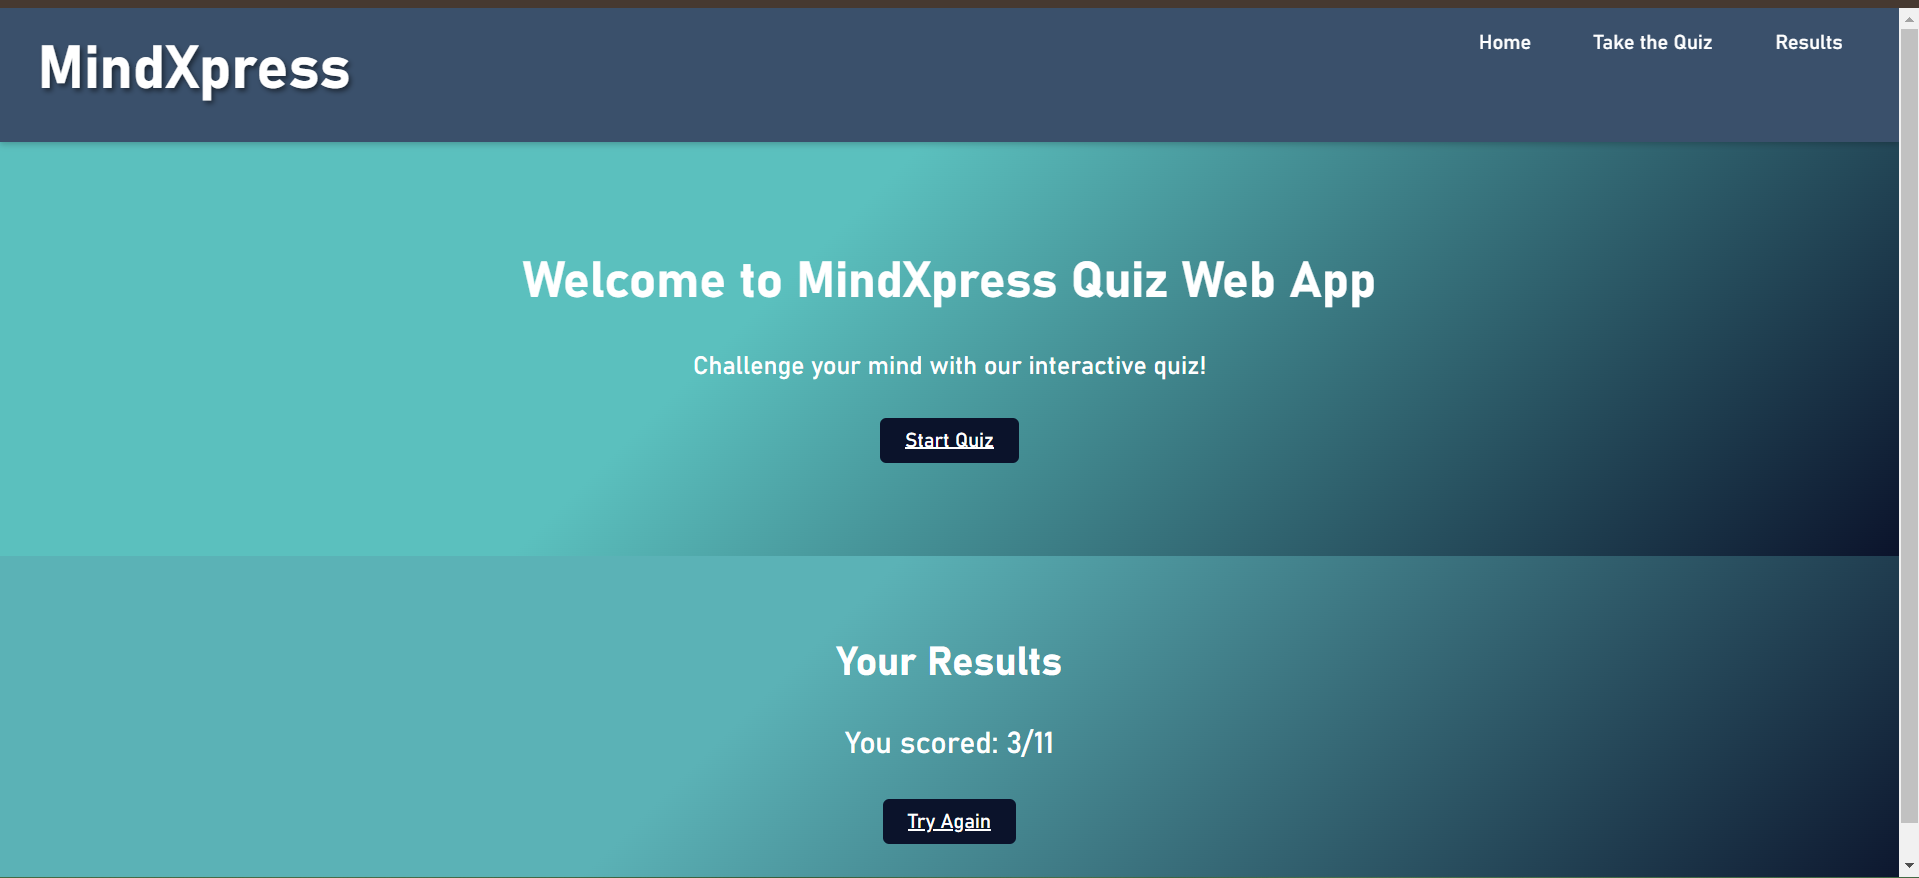 MindXpress
Home Take the Quiz Results
Welcome to MindXpress Quiz Web App
Challenge your mind with our interactive quiz!
Start Quiz
Your Results
You scored: 3/11
Try Again